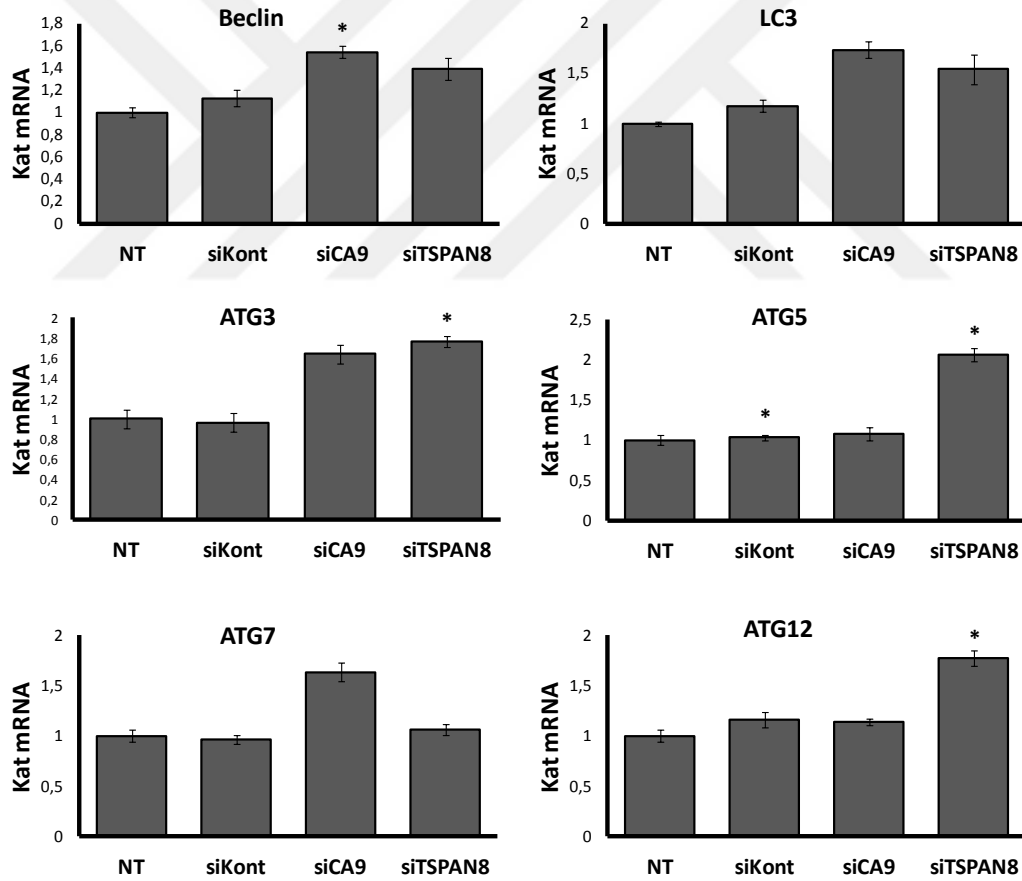 Beclin
Kat mRNA
1,8
1,6
1,4
1,2
1
0,8
0,6
0,4
0,2
0
*
NT siKont siCA9 siTSPAN8
LC3
Kat mRNA
2
1,5
1
0,5
0
NT siKont siCA9 siTSPAN8
ATG3
Kat mRNA
2
1,8
1,6
1,4
1,2
1
0,8
0,6
0,4
0,2
0
*
NT siKont siCA9 siTSPAN8
ATG5
Kat mRNA
2,5
2
1,5
1
0,5
0
* *
NT siKont siCA9 siTSPAN8
ATG7
Kat mRNA
2
1,5
1
0,5
0
NT siKont siCA9 siTSPAN8
ATG12
Kat mRNA
2
1,5
1
0,5
0
*
NT siKont siCA9 siTSPAN8